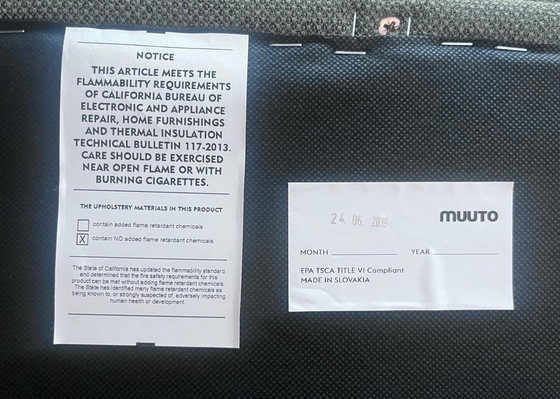 NOTICE
THIS ARTICLE MEETS THE
FLAMMABILITY REQUIREMENTS
OF CALIFORNIA BUREAU OF
ELECTRONIC AND APPLIANCE
REPAIR, HOME FURNISHINGS
AND THERMAL INSULATION
TECHNICAL BULLETIN 117-2013.
CARE SHOULD BE EXERCISED
NEAR OPEN FLAME OR WITH
BURNING CIGARETTES.
THE UPHOLSTERY MATERIALS IN THIS PRODUCT
contain added flame retardant chemicals
X contain NO added flame retardant chemicals
The State of California has updated the flammability standard
and determined that the fire safety requirements for this
product can be met without adding flame retardant chemicals.
The State has identified many flame retardant chemicals as
being known to, or strongly suspected of, adversely impacting
human health or development.
24. 06. 2019
muuto
MONTH YEAR
EPA TSCA TITLE VI Compliant
MADE IN SLOVAKIA